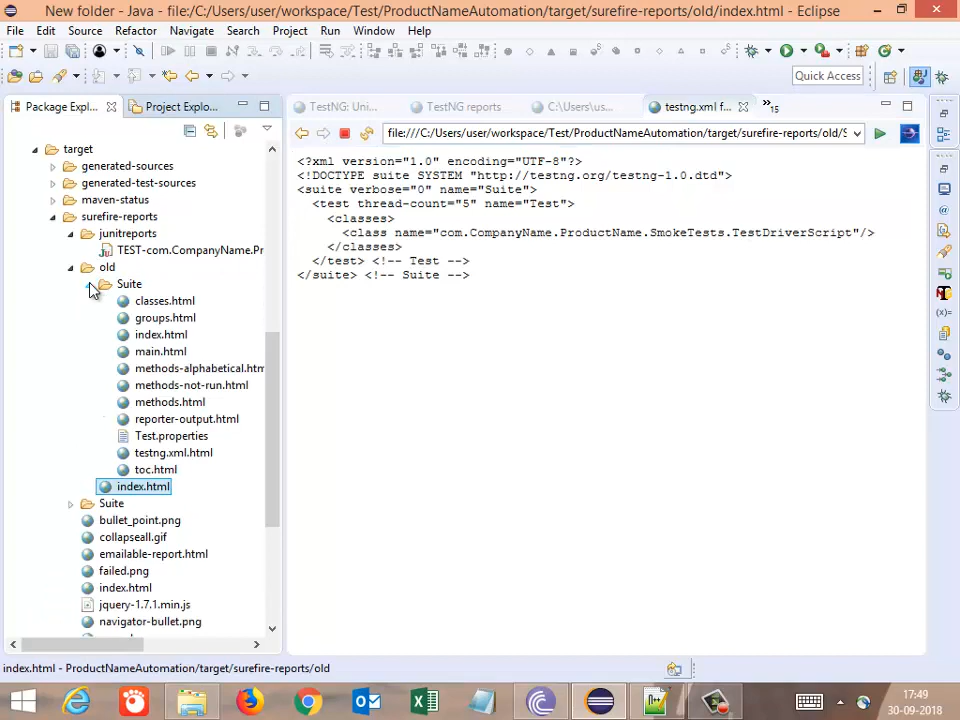 New folder - Java - file:/C:/Users/user/workspace/Test/ProductNameAutomation/target/surefire-reports/old/index.html - Eclipse
File Edit Source Refactor Navigate Search Project Run Window Help
Quick Access
Package Expl... Project Explo...
TestNG: Uni... TestNG reports C:\Users\us... testng.xml f... »15
file:///C:/Users/user/workspace/Test/ProductNameAutomation/target/surefire-reports/old/S
target
generated-sources
generated-test-sources
maven-status
surefire-reports
junitreports
TEST-com.CompanyName.Pr
old
Suite
classes.html
groups.html
index.html
main.html
methods-alphabetical.htm
methods-not-run.html
methods.html
reporter-output.html
Test.properties
testng.xml.html
toc.html
index.html
Suite
bullet_point.png
collapseall.gif
emailable-report.html
failed.png
index.html
jquery-1.7.1.min.js
navigator-bullet.png
<?xml version="1.0" encoding="UTF-8"?>
<!DOCTYPE suite SYSTEM "http://testng.org/testng-1.0.dtd">
<suite verbose="0" name="Suite">
<test thread-count="5" name="Test">
<classes>
<class name="com.CompanyName.ProductName.SmokeTests.TestDriverScript"/>
</classes>
</test> <!-- Test -->
</suite> <!-- Suite -->
index.html - ProductNameAutomation/target/surefire-reports/old
17:49
30-09-2018